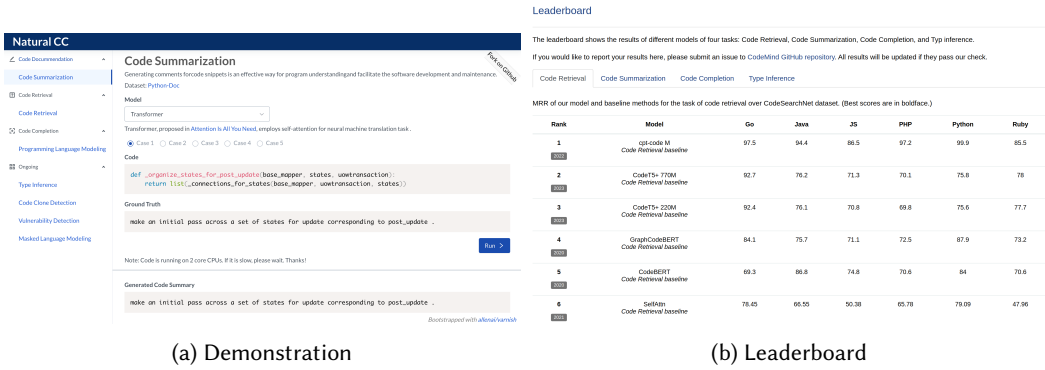 Natural CC
Code Documendation
Code Summarization
Code Retrieval
Code Retrieval
Code Completion
Programming Language Modeling
Ongoing
Type Inference
Code Clone Detection
Vulnerability Detection
Masked Language Modeling
Fork on Github
Code Summarization
Generating comments forcode snippets is an effective way for program understandingand facilitate the software development and maintenance.
Dataset: Python-Doc
Model
Transformer
Transformer, proposed in Attention Is All You Need, employs self-attention for neural machine translation task .
Case 1 Case 2 Case 3 Case 4 Case 5
Code
def _organize_states_for_post_update(base_mapper, states, uowtransaction):
return list(_connections_for_states(base_mapper, uowtransaction, states))
Ground Truth
make an initial pass across a set of states for update corresponding to post_update .
Run >
Note: Code is running on 2 core CPUs. If it is slow, please wait. Thanks!
Generated Code Summary
make an initial pass across a set of states for update corresponding to post_update .
Bootstrapped with allenai/varnish
(a) Demonstration
Leaderboard
The leaderboard shows the results of different models of four tasks: Code Retrieval, Code Summarization, Code Completion, and Typ inference.
If you would like to report your results here, please submit an issue to CodeMind GitHub repository. All results will be updated if they pass our check.
Code Retrieval Code Summarization Code Completion Type Inference
MRR of our model and baseline methods for the task of code retrieval over CodeSearchNet dataset. (Best scores are in boldface.)
Rank Model Go Java JS PHP Python Ruby
1 cpt-code M 97.5 94.4 86.5 97.2 99.9 85.5
2022 Code Retrieval baseline
2 CodeT5+ 770M 92.7 76.2 71.3 70.1 75.8 78
2023 Code Retrieval baseline
3 CodeT5+ 220M 92.4 76.1 70.8 69.8 75.6 77.7
2023 Code Retrieval baseline
4 GraphCodeBERT 84.1 75.7 71.1 72.5 87.9 73.2
2020 Code Retrieval baseline
5 CodeBERT 69.3 86.8 74.8 70.6 84 70.6
2020 Code Retrieval baseline
6 SelfAttn 78.45 66.55 50.38 65.78 79.09 47.96
2021 Code Retrieval baseline
(b) Leaderboard